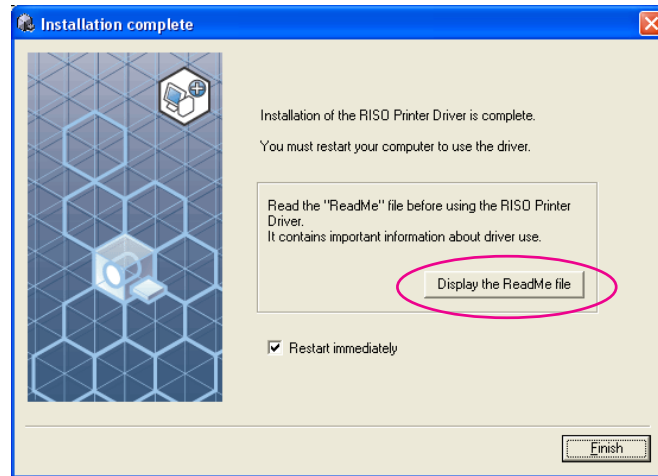 Installation complete
Installation of the RISO Printer Driver is complete.
You must restart your computer to use the driver.
Read the "ReadMe" file before using the RISO Printer
Driver.
It contains important information about driver use.
Display the ReadMe file
Restart immediately
Finish